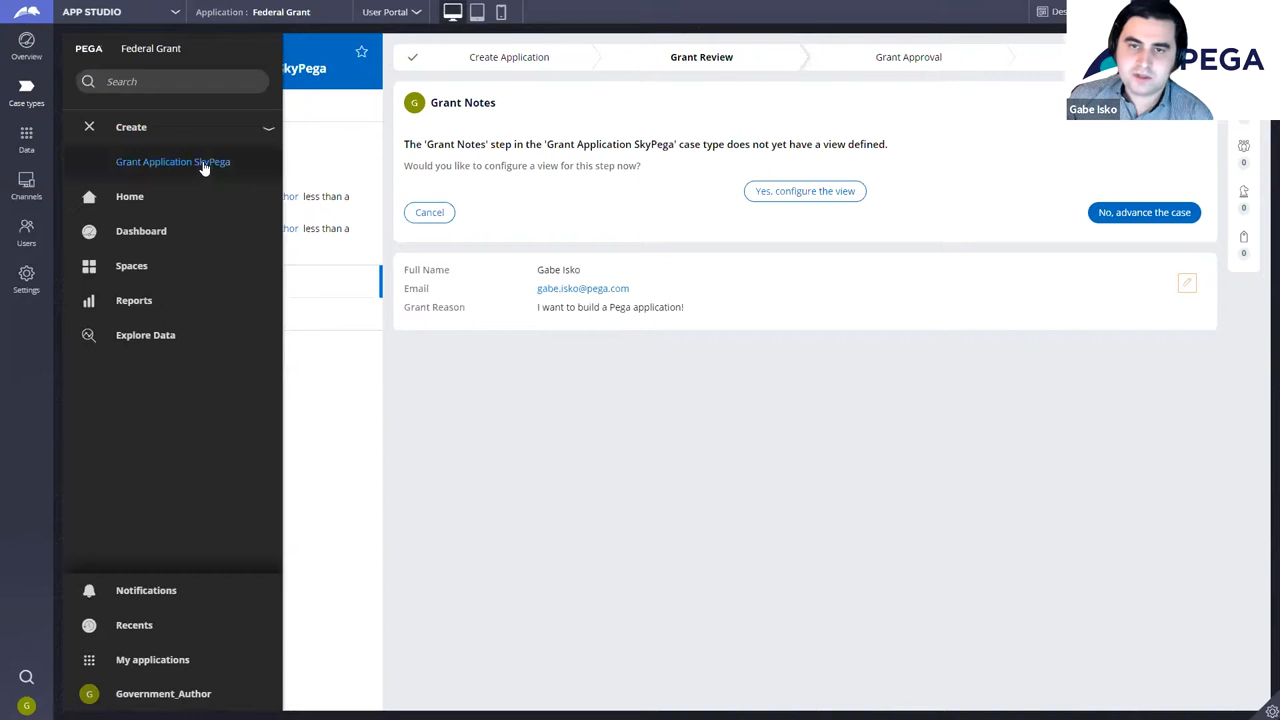 APP STUDIO
Application : Federal Grant
User Portal
Des
PEGA
Gabe Isko
Overview
Case types
Data
Channels
Users
Settings
PEGA Federal Grant
Search
Create
Grant Application SkyPega
Home
Dashboard
Spaces
Reports
Explore Data
Notifications
Recents
My applications
G Government_Author
G
kyPega
hor less than a
hor less than a
Create Application
Grant Review
Grant Approval
G Grant Notes
The 'Grant Notes' step in the 'Grant Application SkyPega' case type does not yet have a view defined.
Would you like to configure a view for this step now?
Yes, configure the view
Cancel
No, advance the case
Full Name Gabe Isko
Email gabe.isko@pega.com
Grant Reason I want to build a Pega application!
0
0
0